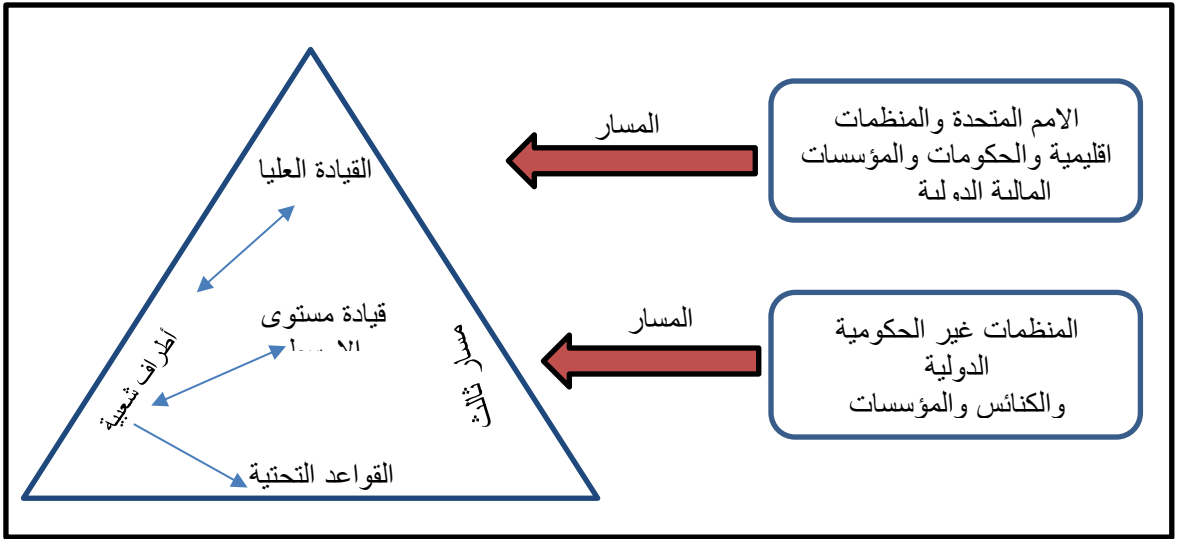 الامم المتحدة والمنظمات
اقليمية والحكومات والمؤسسات
المالية الدولية
المسار
القيادة العليا
المنظمات غير الحكومية
الدولية
والكنائس والمؤسسات
المسار
قيادة مستوى
مسار ثالث
أطراف شعبية
القواعد التحتية